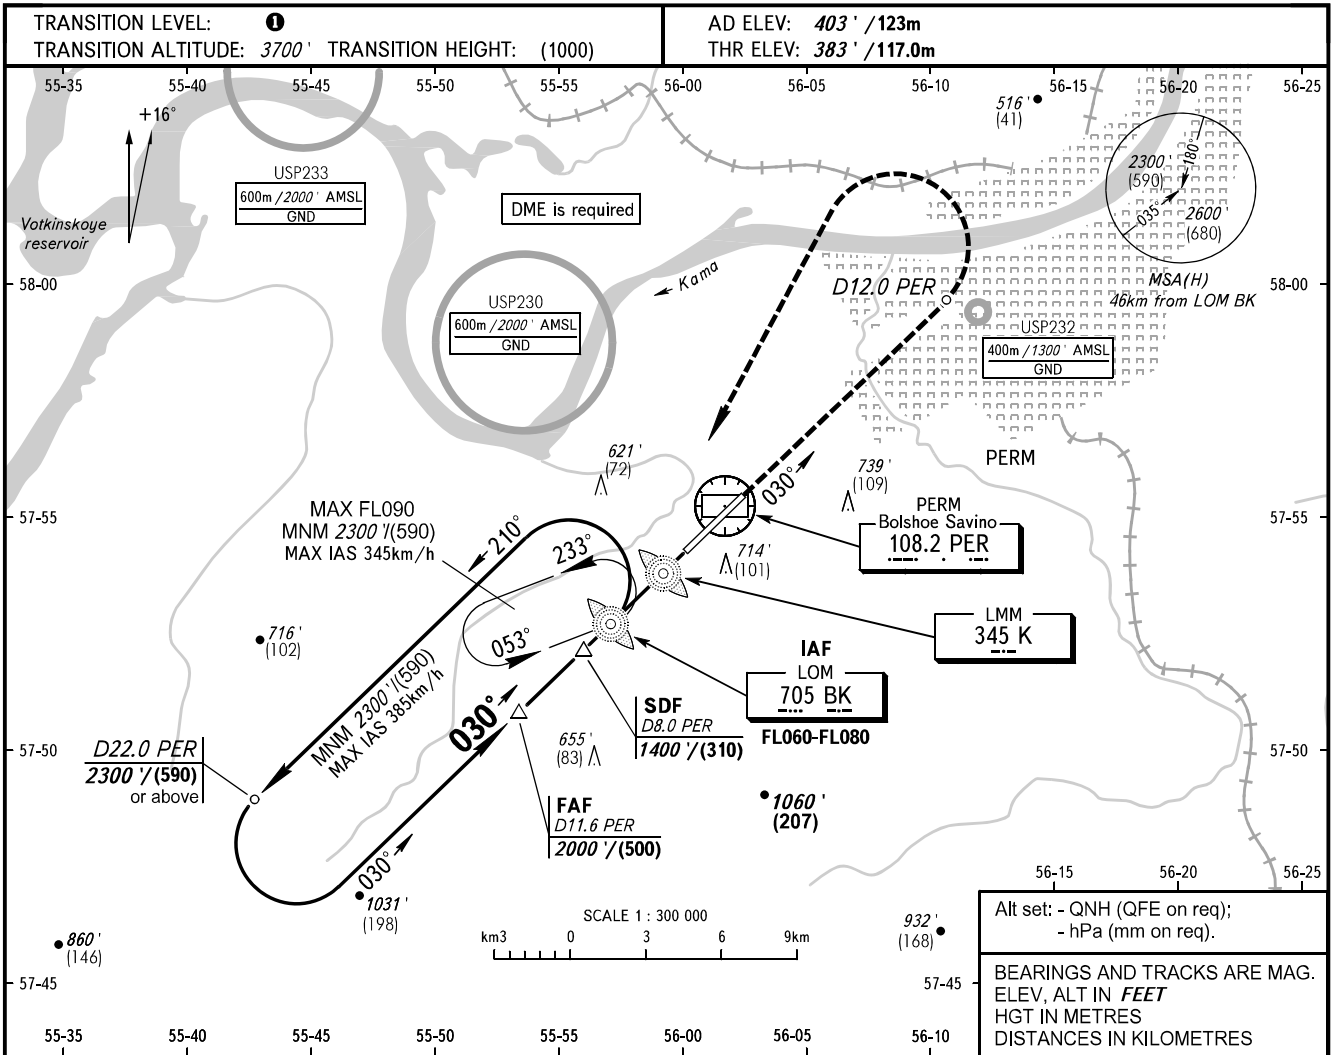 TRANSITION LEVEL: 1
TRANSITION ALTITUDE: 3700' TRANSITION HEIGHT: (1000)
AD ELEV: 403' /123m
THR ELEV: 383' /117.0m
55-35 55-40 55-45 55-50 55-55 56-00 56-05 56-10 56-15 56-20 56-25
+16°
516'
(41)
USP233
600m /2000' AMSL
GND
DME is required
2300'
(590)
180°
035°
2600'
(680)
MSA(H)
46km from LOM BK
Votkinskoye
reservoir
Kama
58-00
58-00
D12.0 PER
USP230
600m /2000' AMSL
GND
USP232
400m /1300' AMSL
GND
PERM
621'
(72)
739'
(109)
030°
57-55
57-55
MAX FL090
MNM 2300'/(590)
MAX IAS 345km/h
210°
233°
053°
714'
(101)
PERM
Bolshoe Savino
108.2 PER
LMM
345 K
716'
(102)
MNM 2300'/(590)
MAX IAS 385km/h
030°
IAF
LOM
705 BK
FL060-FL080
SDF
D8.0 PER
1400'/(310)
655'
(83)
57-50
57-50
D22.0 PER
2300'/(590)
or above
FAF
D11.6 PER
2000'/(500)
1060'
(207)
030°
1031'
(198)
860'
(146)
932'
(168)
56-15 56-20 56-25
SCALE 1 : 300 000
km3 0 3 6 9km
Alt set: - QNH (QFE on req);
- hPa (mm on req).
57-45
57-45
BEARINGS AND TRACKS ARE MAG.
ELEV, ALT IN FEET
HGT IN METRES
DISTANCES IN KILOMETRES
55-35 55-40 55-45 55-50 55-56 56-00 56-05 56-10